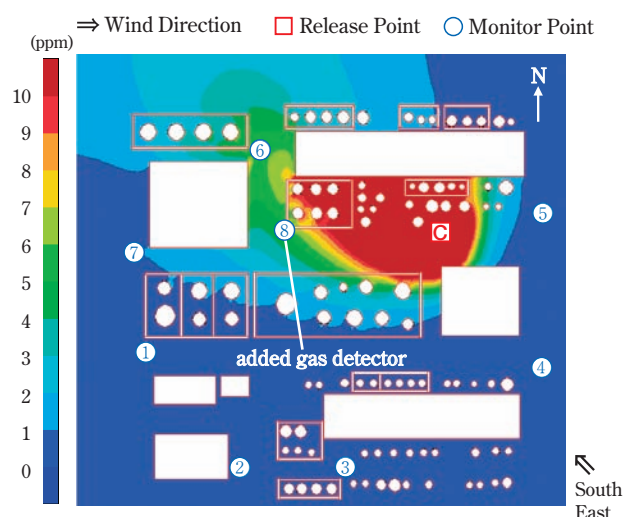 ⇒ Wind Direction □ Release Point ○ Monitor Point
(ppm)
10
9
8
7
6
5
4
3
2
1
0
N
⑥
⑤
C
⑧
⑦
①
added gas detector
④
②
③
South
East